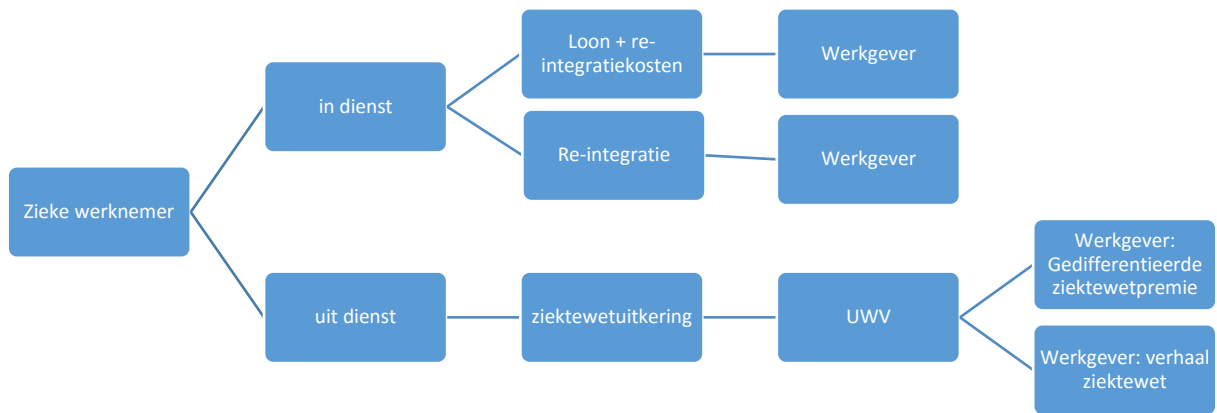 Loon + re-
integratiekosten
Werkgever
in dienst
Re-integratie
Werkgever
Zieke werknemer
Werkgever:
Gedifferentieerde
ziektewetpremie
uit dienst
ziektewetuitkering
UWV
Werkgever: verhaal
ziektewet